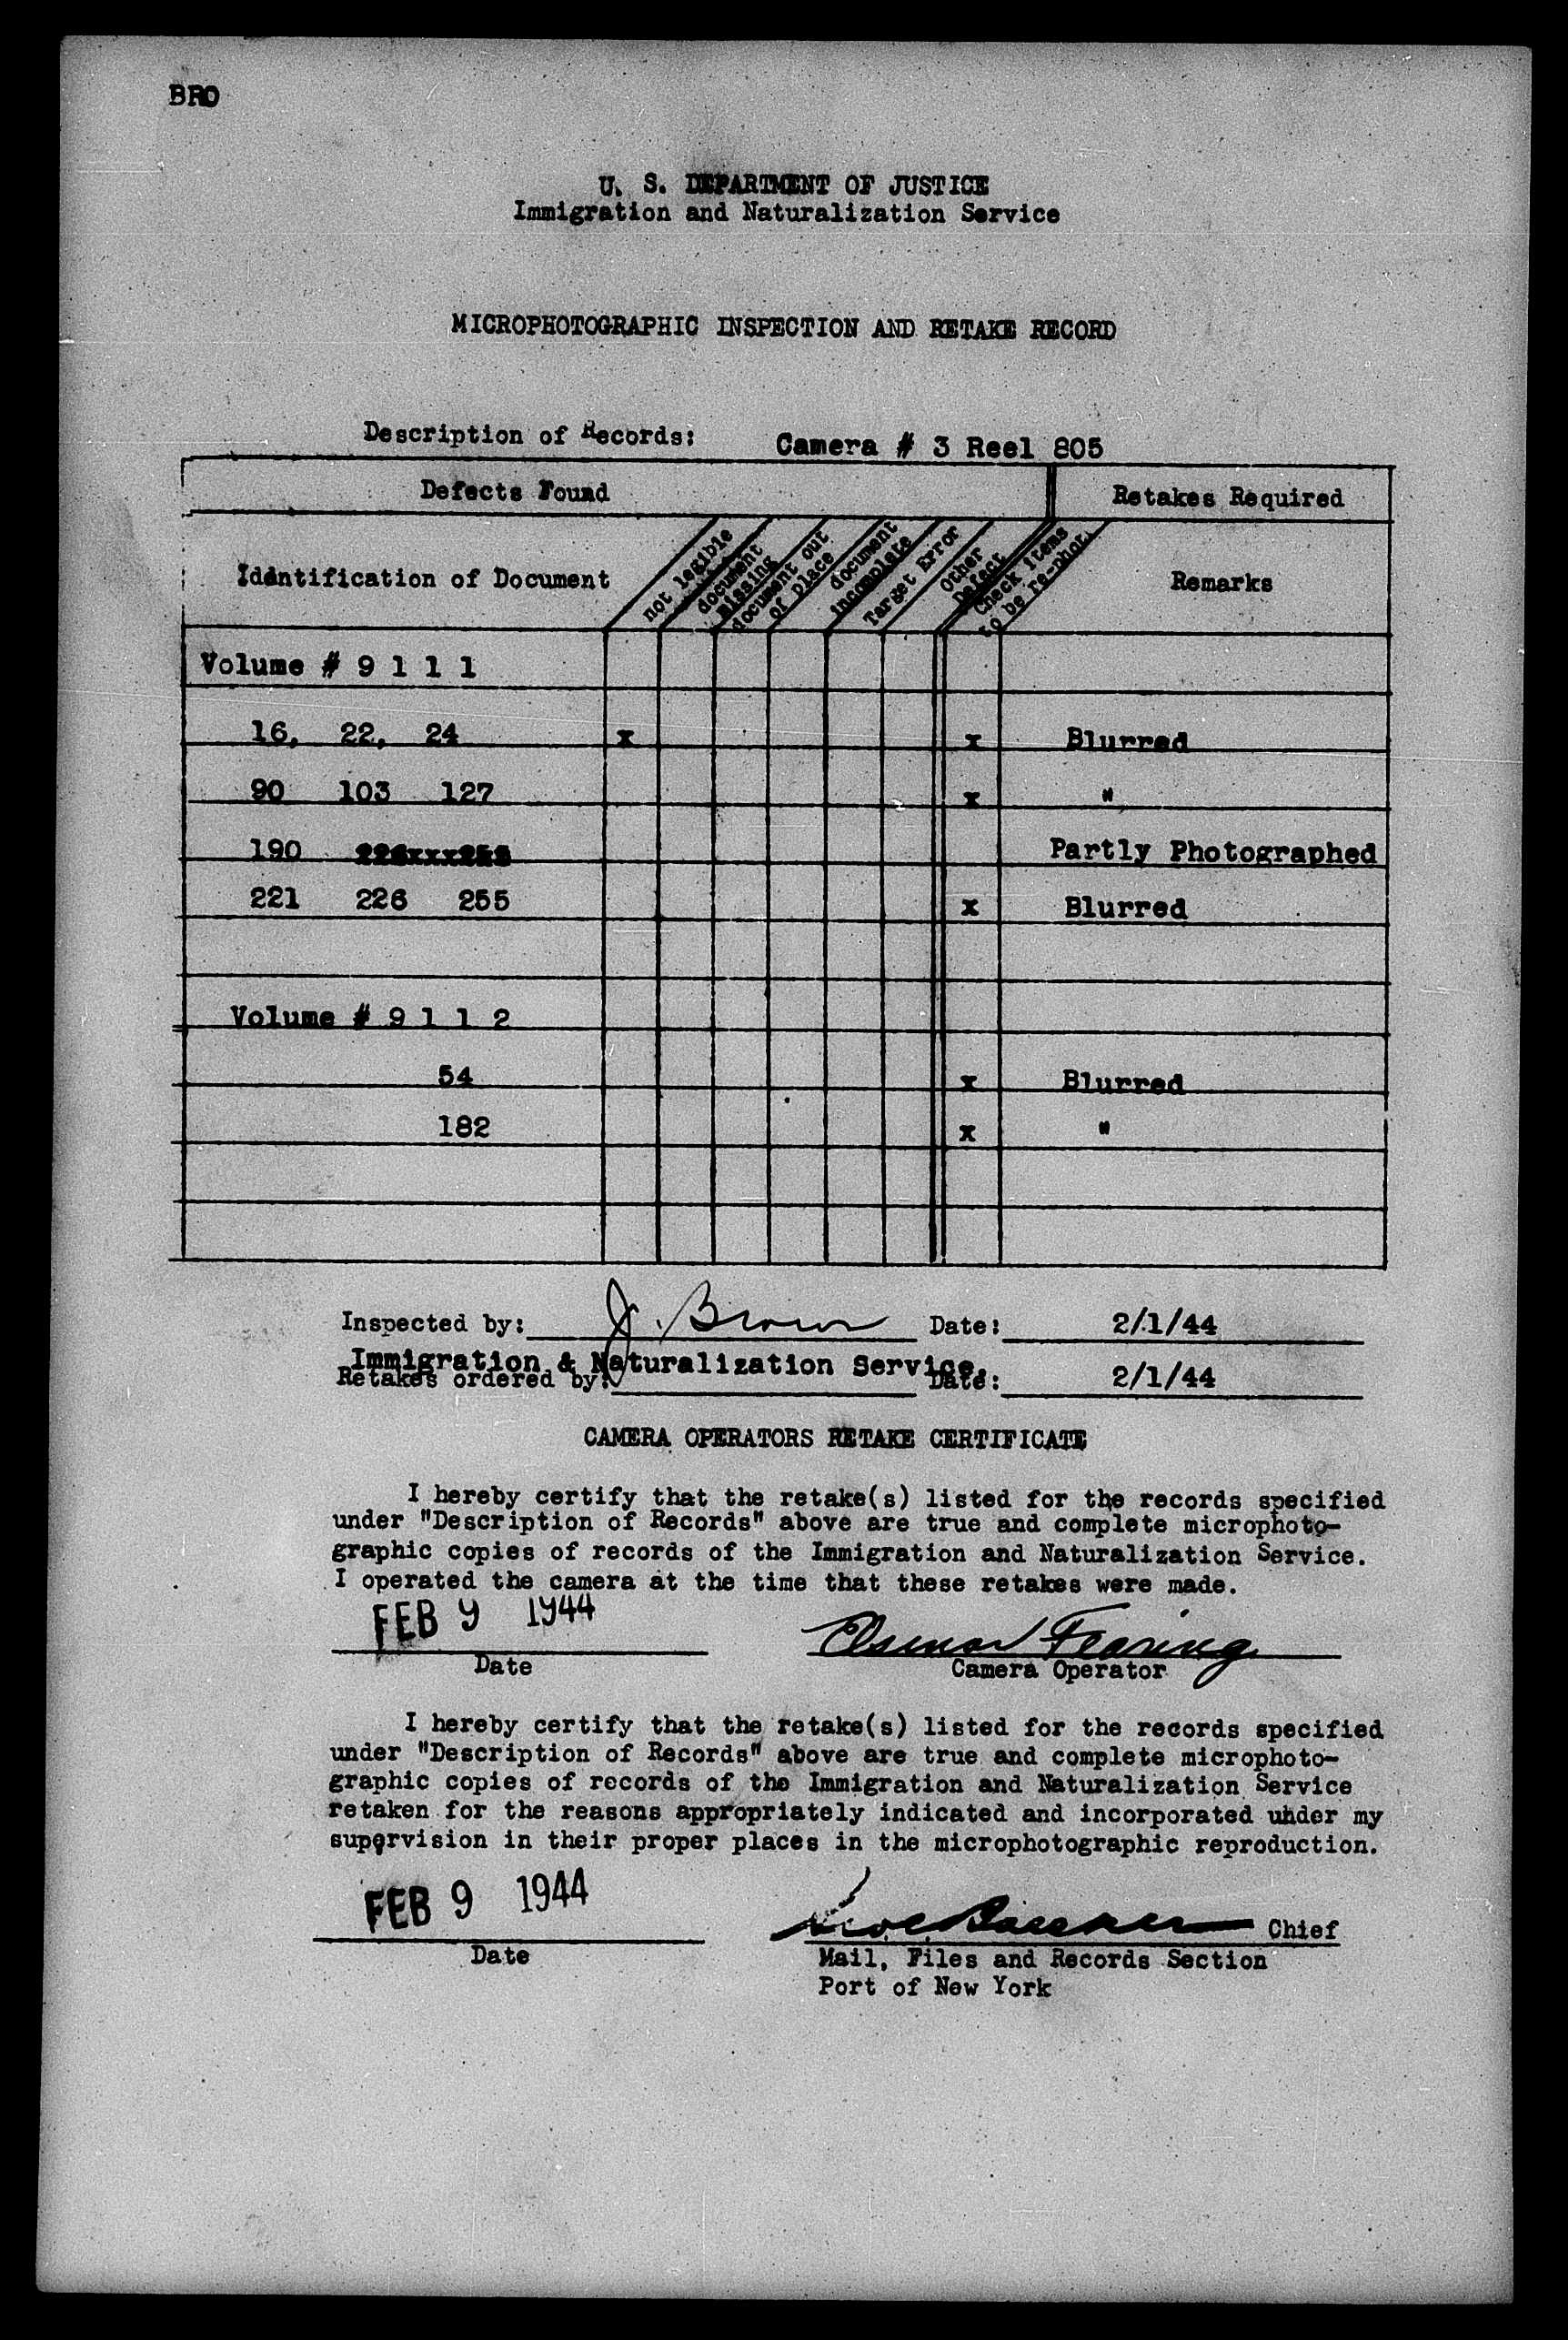 BRO
U. S. DEPARTMENT OF JUSTICE
Immigration and Naturalization Service
MICROPHOTOGRAPHIC INSPECTION AND RETAKE RECORD
Description of Records: Camera # 3 Reel 805
Defects Found Retakes Required
Identification of Document
not legible
document missing
document out of place
document incomplete
Target Error
Other Defect
Check items to be re-phot.
Remarks
Volume # 9 1 1 1
16, 22, 24 x x Blurred
90 103 127 x "
190 Partly Photographed
221 226 255 x Blurred
Volume # 9 1 1 2
54 x Blurred
182 x "
Inspected by: J. Brown Date: 2/1/44
Immigration & Naturalization Service.
Retakes ordered by: Date: 2/1/44
CAMERA OPERATORS RETAKE CERTIFICATE
I hereby certify that the retake(s) listed for the records specified
under "Description of Records" above are true and complete microphoto-
graphic copies of records of the Immigration and Naturalization Service.
I operated the camera at the time that these retakes were made.
FEB 9 1944
Date Camera Operator
I hereby certify that the retake(s) listed for the records specified
under "Description of Records" above are true and complete microphoto-
graphic copies of records of the Immigration and Naturalization Service
retaken for the reasons appropriately indicated and incorporated under my
supervision in their proper places in the microphotographic reproduction.
FEB 9 1944
Chief
Date Mail, Files and Records Section
Port of New York